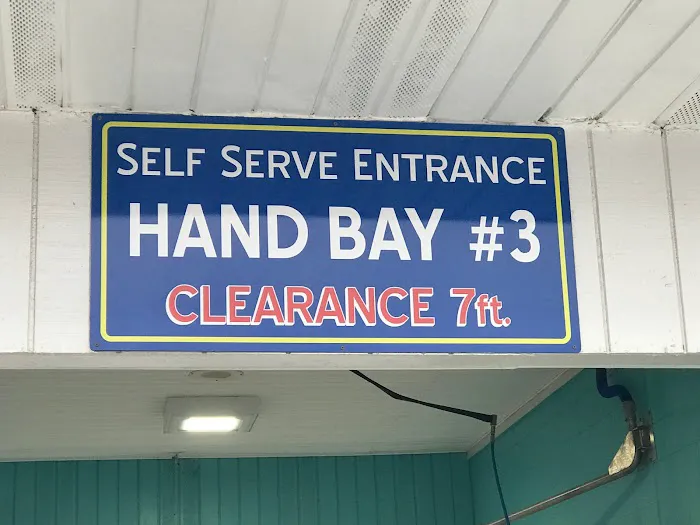 SELF SERVE ENTRANCE
HAND BAY #3
CLEARANCE 7ft.